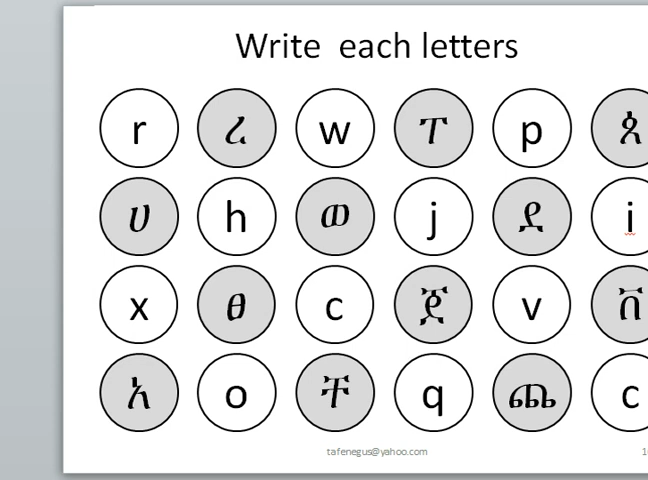 Write each letters
r ረ w ፐ p ጰ
ሀ h ወ j ደ i
x ፀ c ጀ v ሸ
አ o ቸ q ጨ c
tafenegus@yahoo.com